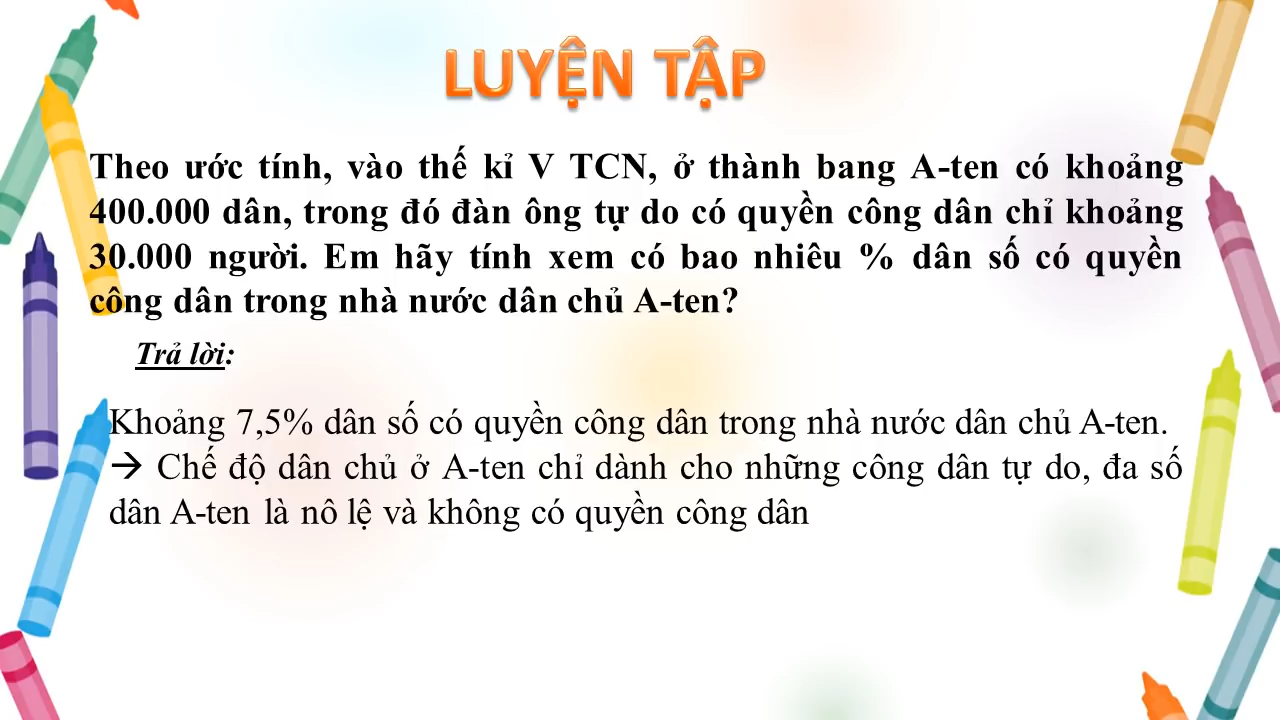 LUYỆN TẬP
Theo ước tính, vào thế kỉ V TCN, ở thành bang A-ten có khoảng
400.000 dân, trong đó đàn ông tự do có quyền công dân chỉ khoảng
30.000 người. Em hãy tính xem có bao nhiêu % dân số có quyền
công dân trong nhà nước dân chủ A-ten?
Trả lời:
Khoảng 7,5% dân số có quyền công dân trong nhà nước dân chủ A-ten.
→ Chế độ dân chủ ở A-ten chỉ dành cho những công dân tự do, đa số
dân A-ten là nô lệ và không có quyền công dân